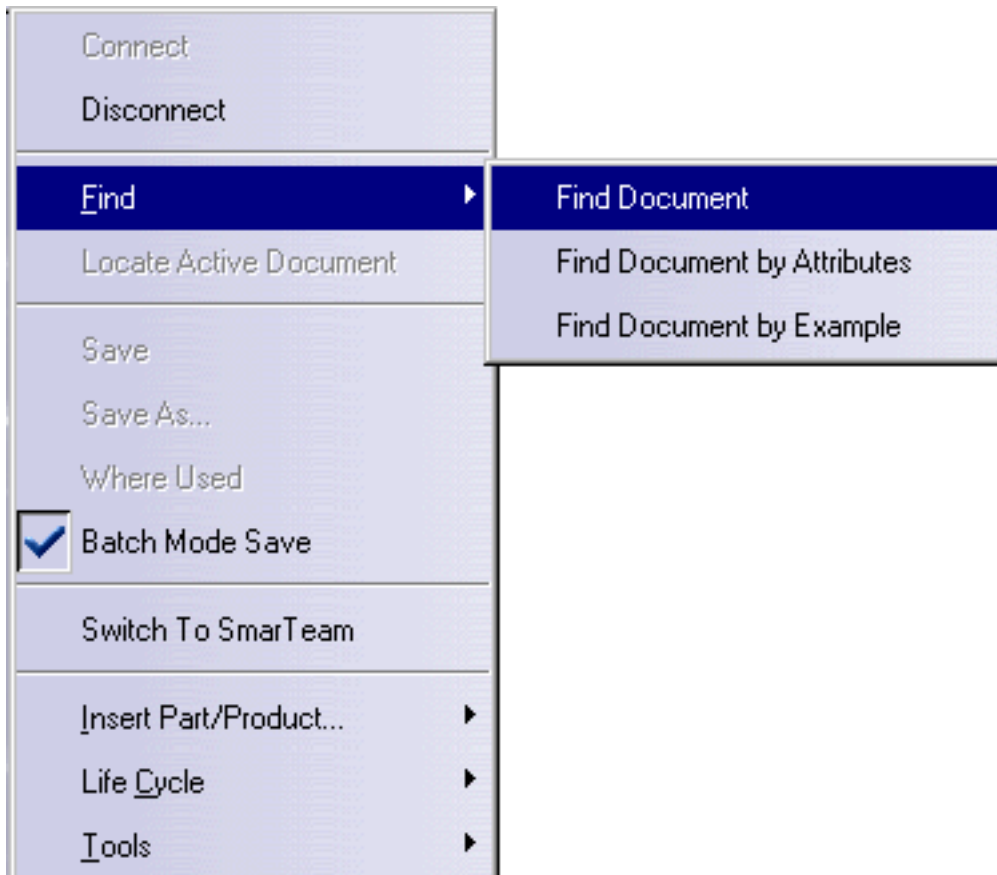 Connect
Disconnect
Find
Locate Active Document
Save
Save As...
Where Used
Batch Mode Save
Switch To SmarTeam
Insert Part/Product...
Life Cycle
Tools
Find Document
Find Document by Attributes
Find Document by Example